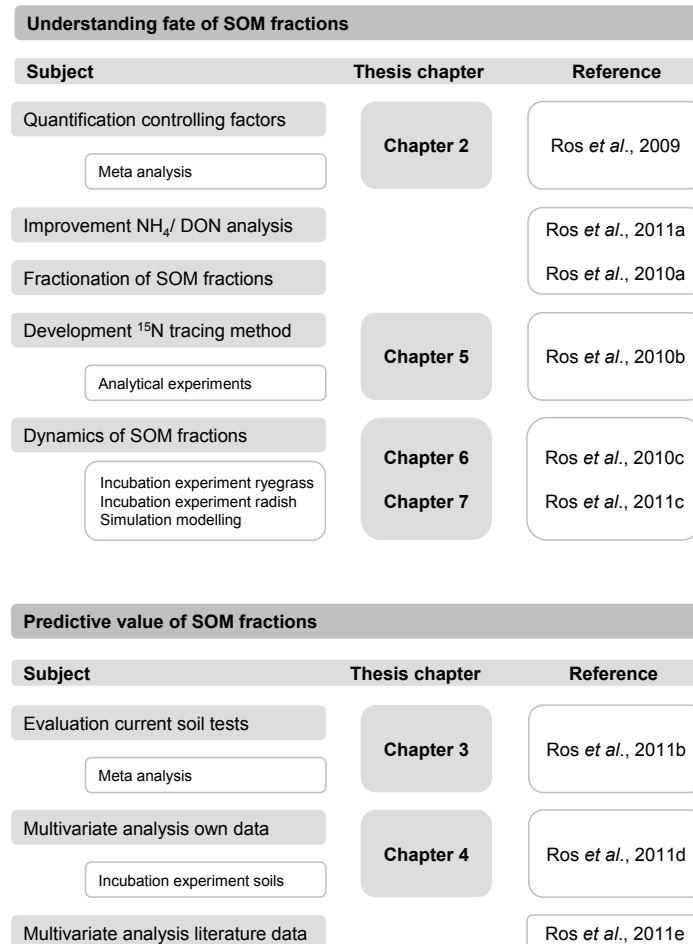 Understanding fate of SOM fractions
Subject Thesis chapter Reference
Quantification controlling factors
Chapter 2 Ros et al., 2009
Meta analysis
Improvement NH4/ DON analysis Ros et al., 2011a
Fractionation of SOM fractions Ros et al., 2010a
Development 15N tracing method
Chapter 5 Ros et al., 2010b
Analytical experiments
Dynamics of SOM fractions
Chapter 6 Ros et al., 2010c
Incubation experiment ryegrass
Incubation experiment radish Chapter 7 Ros et al., 2011c
Simulation modelling
Predictive value of SOM fractions
Subject Thesis chapter Reference
Evaluation current soil tests
Chapter 3 Ros et al., 2011b
Meta analysis
Multivariate analysis own data
Chapter 4 Ros et al., 2011d
Incubation experiment soils
Multivariate analysis literature data Ros et al., 2011e